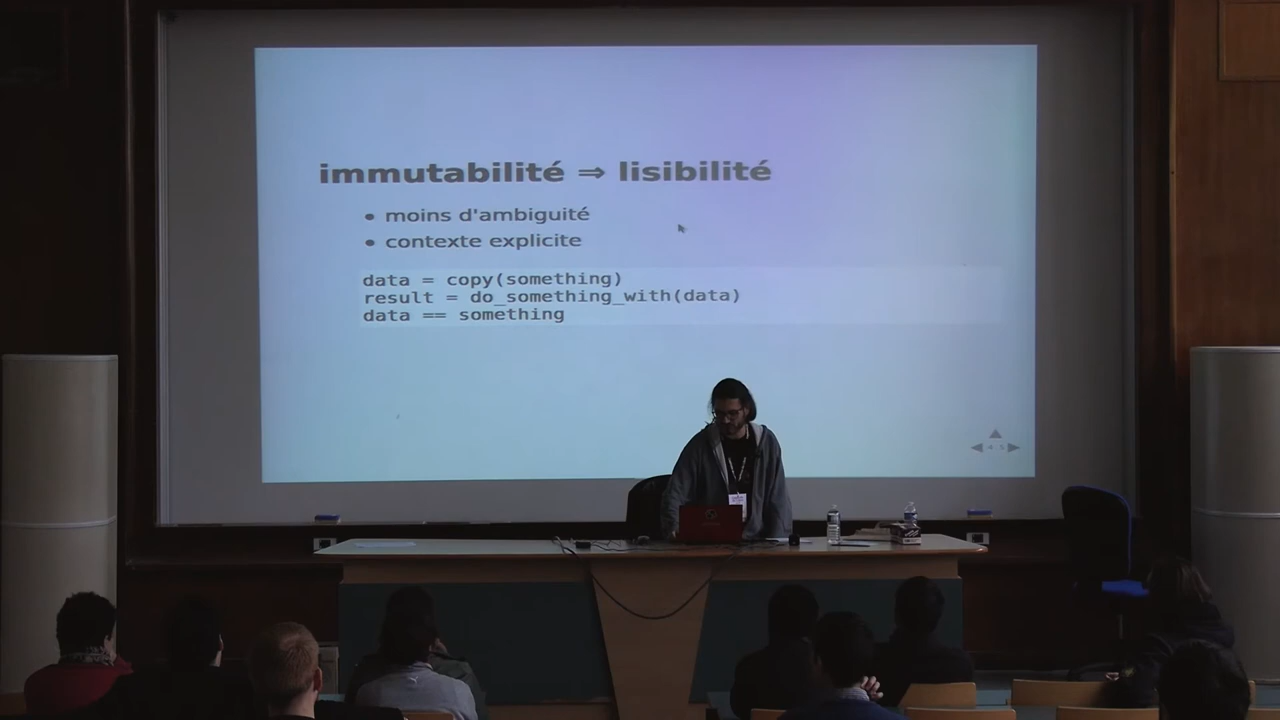 immutabilité ⇒ lisibilité
• moins d'ambiguité
• contexte explicite
data = copy(something)
result = do_something_with(data)
data == something